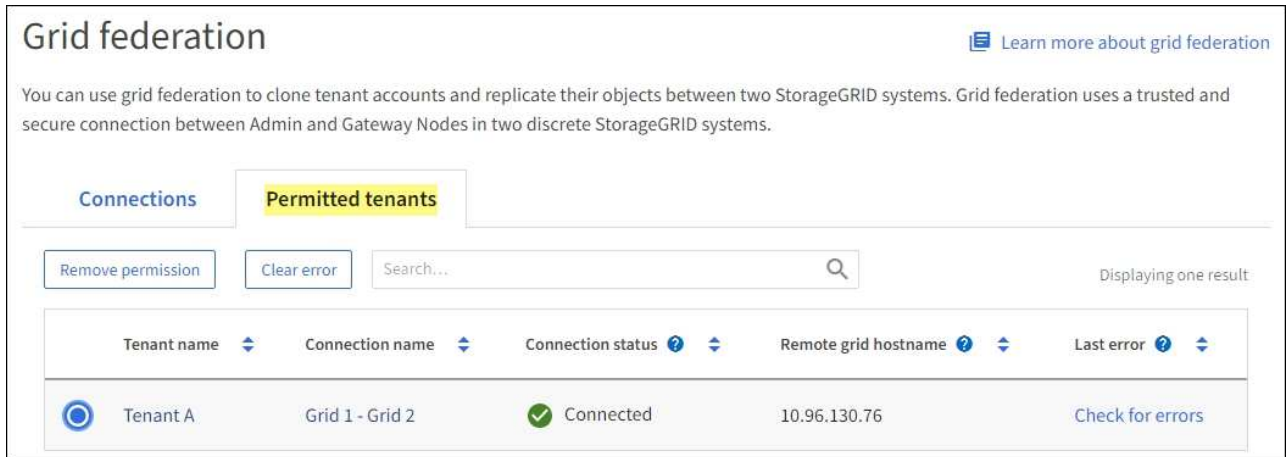 Grid federation
Learn more about grid federation
You can use grid federation to clone tenant accounts and replicate their objects between two StorageGRID systems. Grid federation uses a trusted and
secure connection between Admin and Gateway Nodes in two discrete StorageGRID systems.
Connections Permitted tenants
Remove permission Clear error Search... Displaying one result
Tenant name Connection name Connection status ? Remote grid hostname ? Last error ?
Tenant A Grid 1 - Grid 2 Connected 10.96.130.76 Check for errors